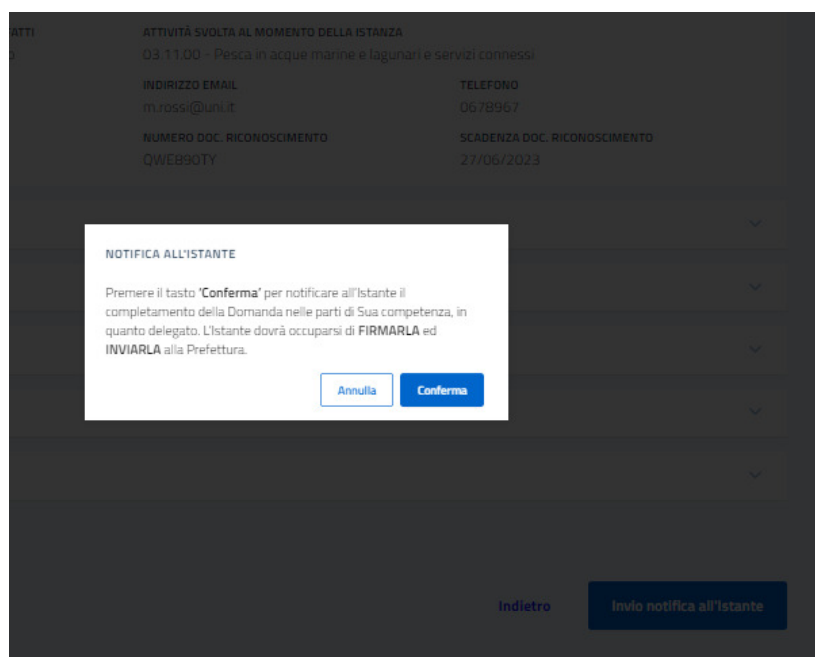 ATTI ATTIVITÀ SVOLTA AL MOMENTO DELLA ISTANZA
03.11.00 - Pesca in acque marine e lagunari e servizi connessi
INDIRIZZO EMAIL TELEFONO
m.rossi@uni.it 0678967
NUMERO DOC. RICONOSCIMENTO SCADENZA DOC. RICONOSCIMENTO
QWE890TY 27/06/2023
NOTIFICA ALL'ISTANTE
Premere il tasto 'Conferma' per notificare all'Istante il
completamento della Domanda nelle parti di Sua competenza, in
quanto delegato. L'Istante dovrà occuparsi di FIRMARLA ed
INVIARLA alla Prefettura.
Annulla Conferma
Indietro Invio notifica all'Istante